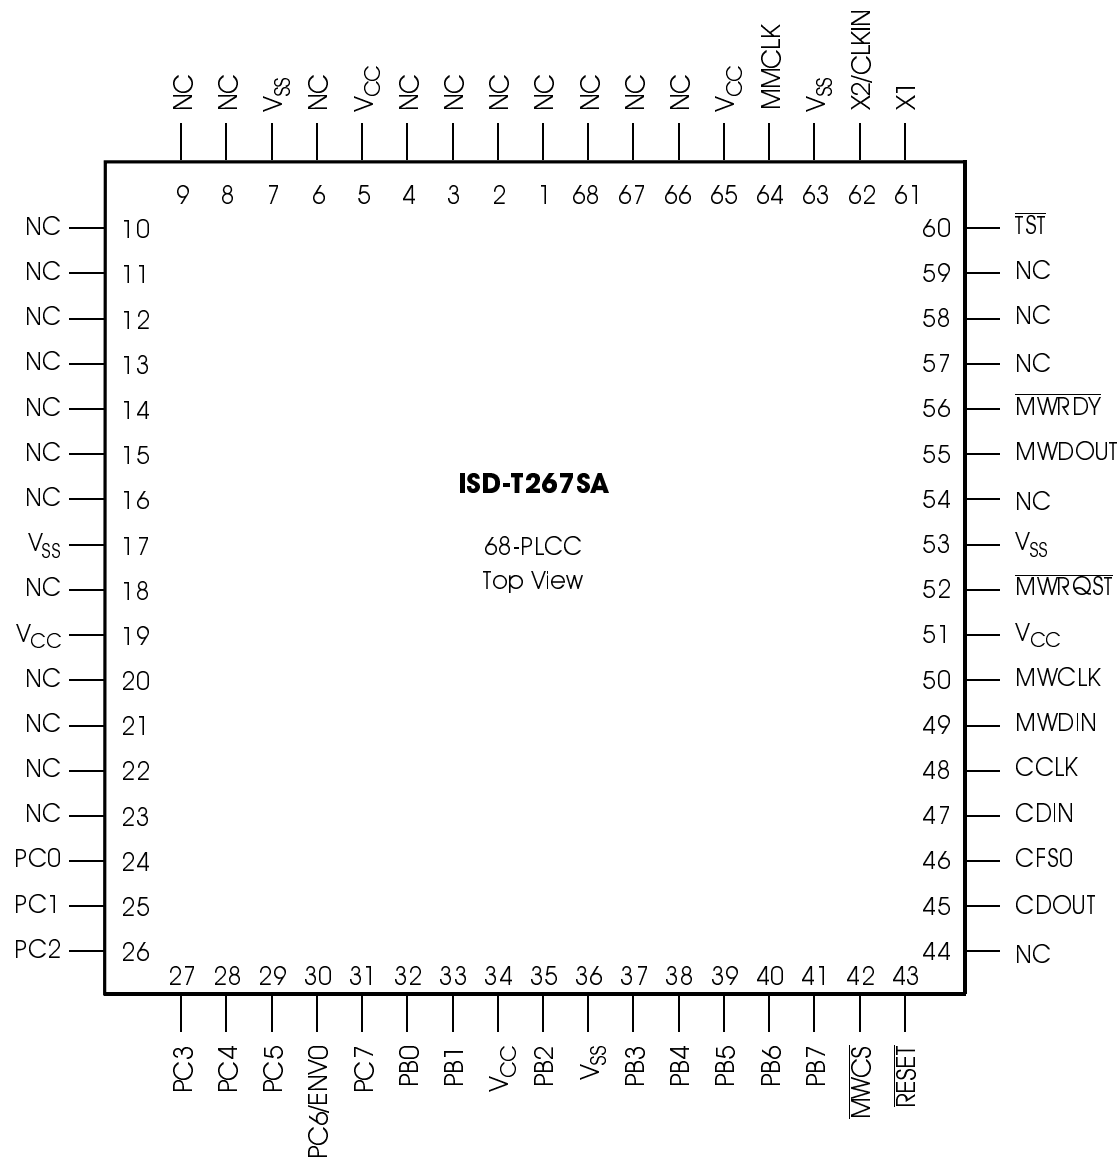 NC NC VSS NC VCC NC NC NC NC NC NC NC VCC MMCLK VSS X2/CLKIN X1
9 8 7 6 5 4 3 2 1 68 67 66 65 64 63 62 61
NC 10 60 TST
NC 11 59 NC
NC 12 58 NC
NC 13 57 NC
NC 14 56 MWRDY
NC 15 55 MWDOUT
ISD-T267SA
NC 16 54 NC
68-PLCC
VSS 17 53 VSS
Top View
NC 18 52 MWRQST
VCC 19 51 VCC
NC 20 50 MWCLK
NC 21 49 MWDIN
NC 22 48 CCLK
NC 23 47 CDIN
PC0 24 46 CFS0
PC1 25 45 CDOUT
PC2 26 44 NC
27 28 29 30 31 32 33 34 35 36 37 38 39 40 41 42 43
PC3 PC4 PC5 PC6/ENV0 PC7 PB0 PB1 VCC PB2 VSS PB3 PB4 PB5 PB6 PB7 MWCS RESET